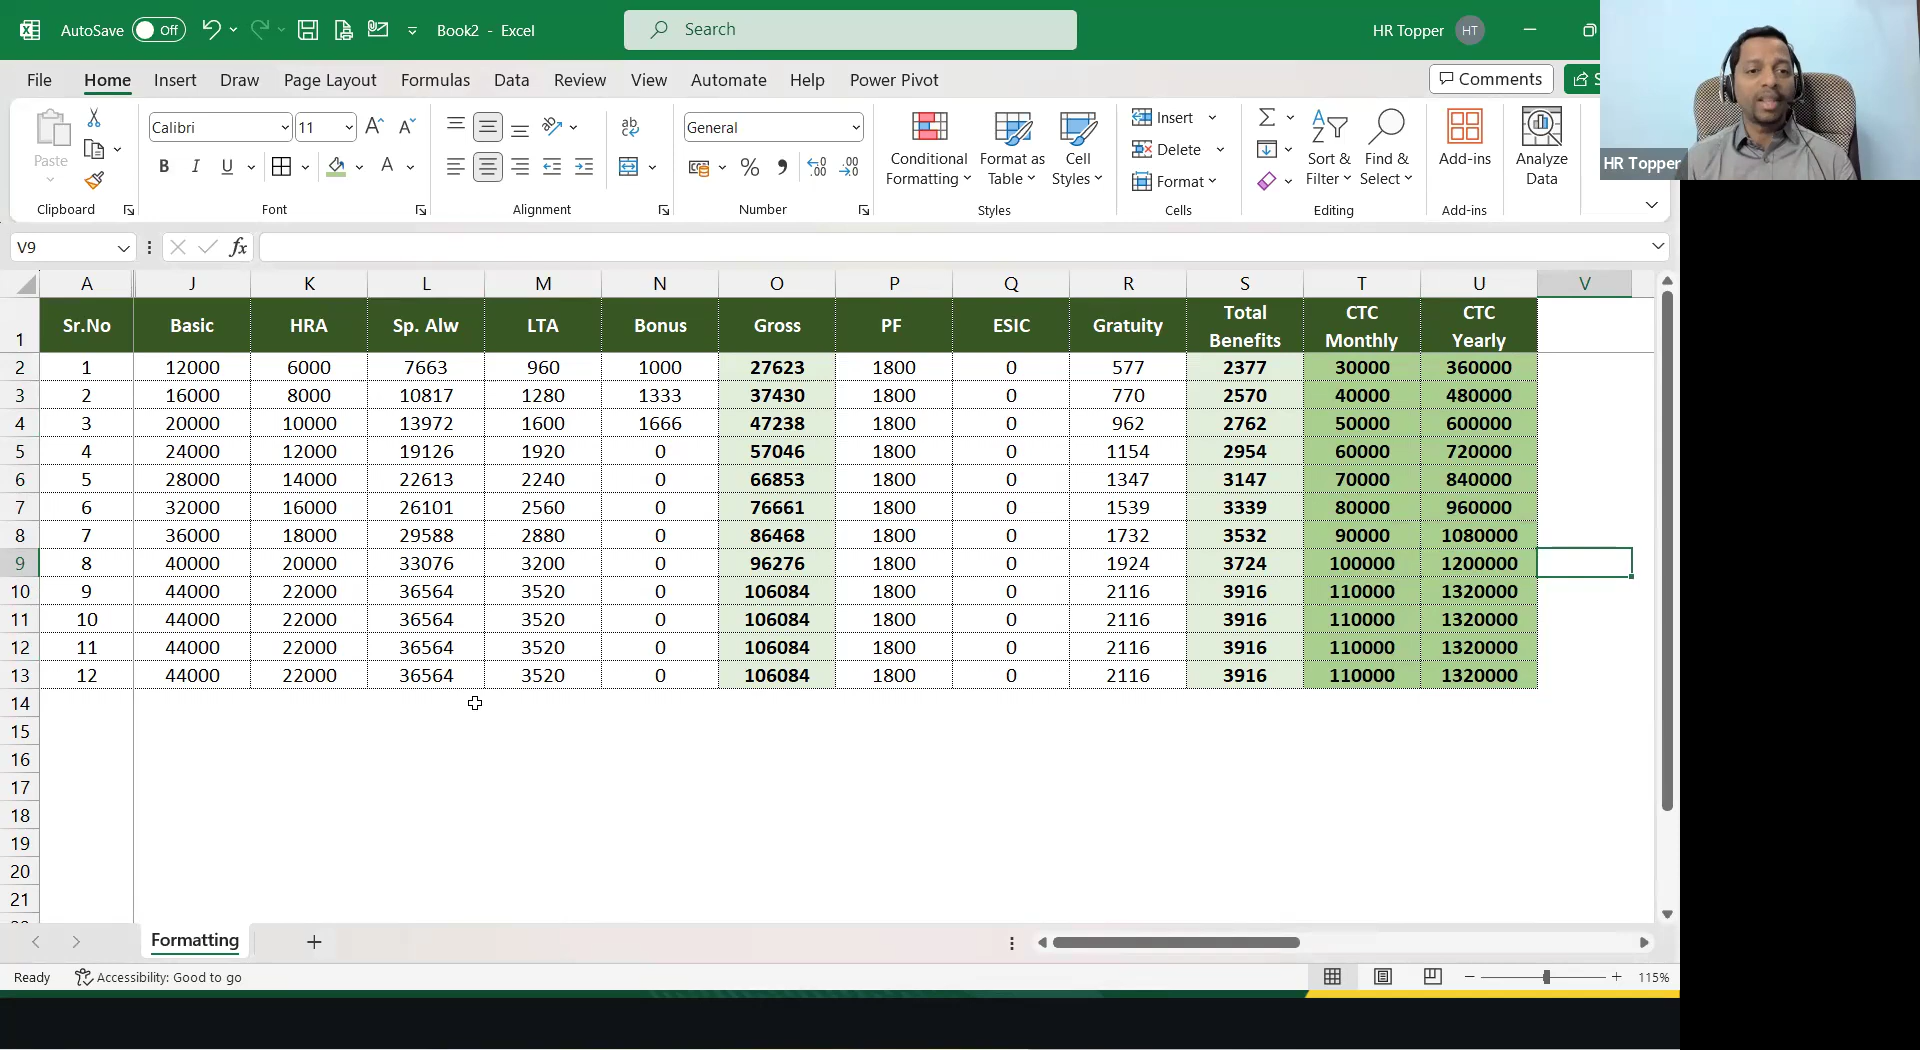 AutoSave Off Book2 - Excel Search HR Topper HT
File Home Insert Draw Page Layout Formulas Data Review View Automate Help Power Pivot Comments S
Paste
Clipboard
Calibri 11
B I U A
Font
ab
Alignment
General
% .00
Number
Conditional Formatting
Format as Table
Cell Styles
Styles
Insert
Delete
Format
Cells
Sort & Filter
Find & Select
Editing
Add-ins
Add-ins
Analyze Data
HR Topper
V9 fx
A J K L M N O P Q R S T U V
1 Sr.No Basic HRA Sp. Alw LTA Bonus Gross PF ESIC Gratuity Total Benefits CTC Monthly CTC Yearly
2 1 12000 6000 7663 960 1000 27623 1800 0 577 2377 30000 360000
3 2 16000 8000 10817 1280 1333 37430 1800 0 770 2570 40000 480000
4 3 20000 10000 13972 1600 1666 47238 1800 0 962 2762 50000 600000
5 4 24000 12000 19126 1920 0 57046 1800 0 1154 2954 60000 720000
6 5 28000 14000 22613 2240 0 66853 1800 0 1347 3147 70000 840000
7 6 32000 16000 26101 2560 0 76661 1800 0 1539 3339 80000 960000
8 7 36000 18000 29588 2880 0 86468 1800 0 1732 3532 90000 1080000
9 8 40000 20000 33076 3200 0 96276 1800 0 1924 3724 100000 1200000
10 9 44000 22000 36564 3520 0 106084 1800 0 2116 3916 110000 1320000
11 10 44000 22000 36564 3520 0 106084 1800 0 2116 3916 110000 1320000
12 11 44000 22000 36564 3520 0 106084 1800 0 2116 3916 110000 1320000
13 12 44000 22000 36564 3520 0 106084 1800 0 2116 3916 110000 1320000
14
15
16
17
18
19
20
21
Formatting
Ready Accessibility: Good to go 115%